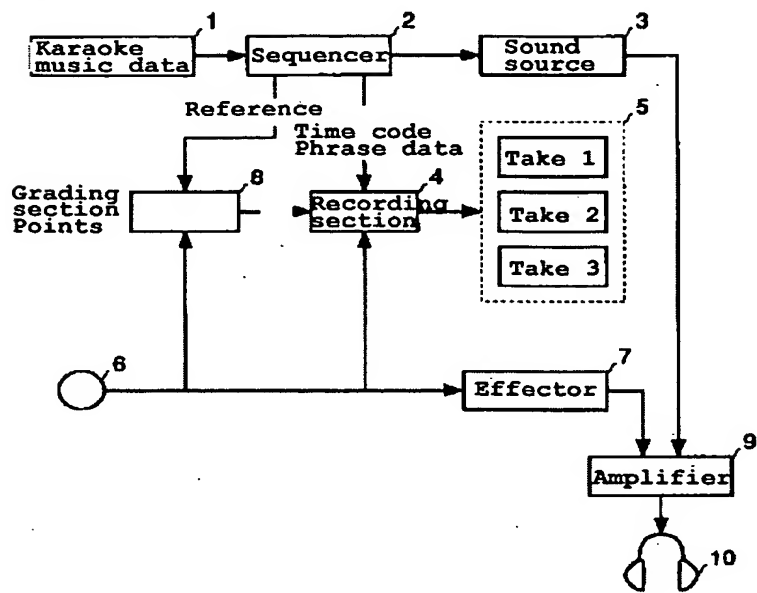 1
2
3
Karaoke
music data
Sequencer
Sound
source
Reference
Time code
Phrase data
5
Take 1
Take 2
Take 3
Grading
section
Points
8
4
Recording
section
6
7
Effector
9
Amplifier
10